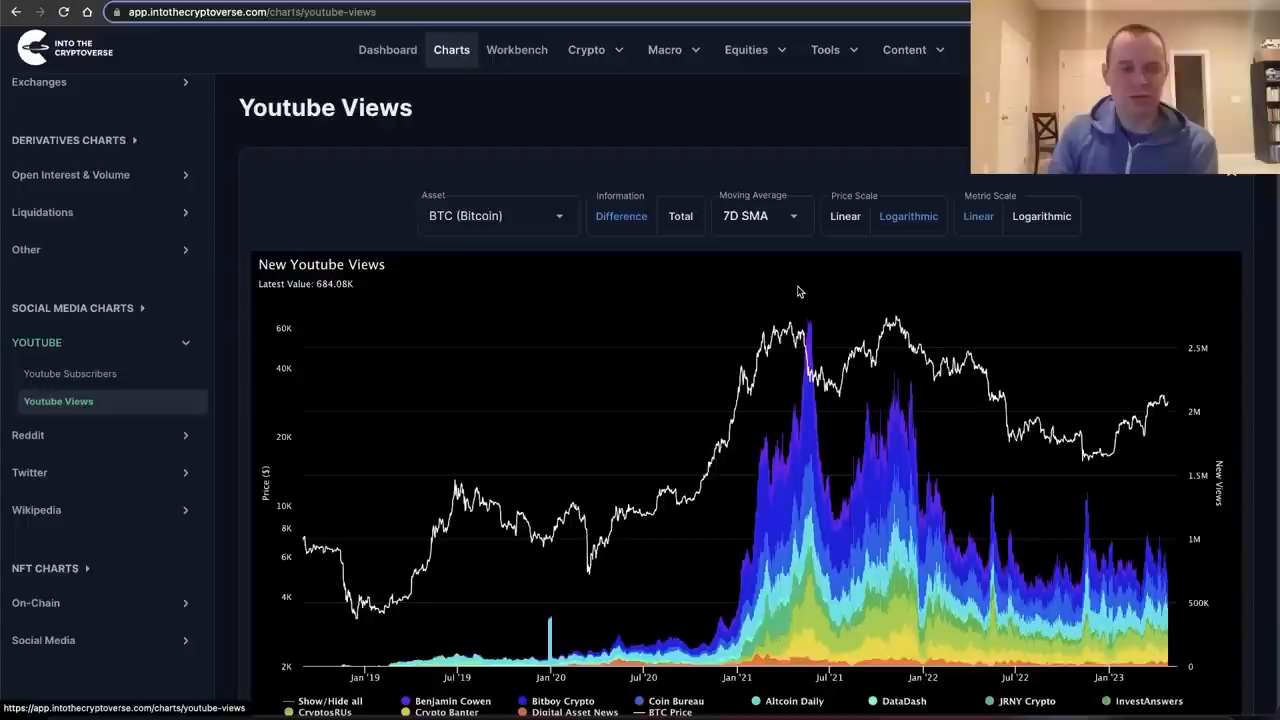 app.intothecryptoverse.com/charts/youtube-views
INTO THE
CRYPTOVERSE
Dashboard Charts Workbench Crypto Macro Equities Tools Content
Exchanges
DERIVATIVES CHARTS
Open Interest & Volume
Liquidations
Other
SOCIAL MEDIA CHARTS
YOUTUBE
Youtube Subscribers
Youtube Views
Reddit
Twitter
Wikipedia
NFT CHARTS
On-Chain
Social Media
https://app.intothecryptoverse.com/charts/youtube-views
Youtube Views
Asset Information Moving Average Price Scale Metric Scale
BTC (Bitcoin) Difference Total 7D SMA Linear Logarithmic Linear Logarithmic
New Youtube Views
Latest Value: 684.08K
60K
40K
20K
10K
8K
6K
4K
2K
Price ($)
2.5M
2M
1.5M
1M
500K
0
New Views
Jan '19 Jul '19 Jan '20 Jul '20 Jan '21 Jul '21 Jan '22 Jul '22 Jan '23
Show/Hide all Benjamin Cowen Bitboy Crypto Coin Bureau Altcoin Daily DataDash JRNY Crypto InvestAnswers
CryptosRUs Crypto Banter Digital Asset News BTC Price